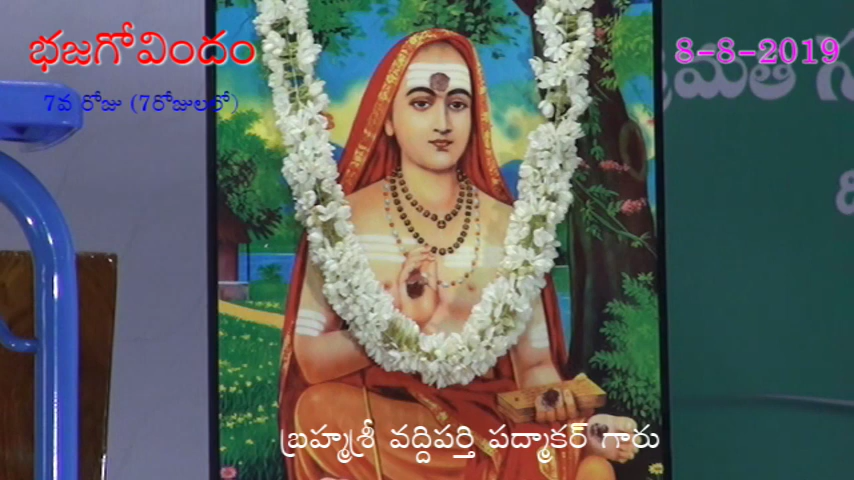 భజగోవిందం
8-8-2019
7వ రోజు (7రోజులలో)
బ్రహ్మశ్రీ వద్దిపర్తి పద్మాకర్ గారు